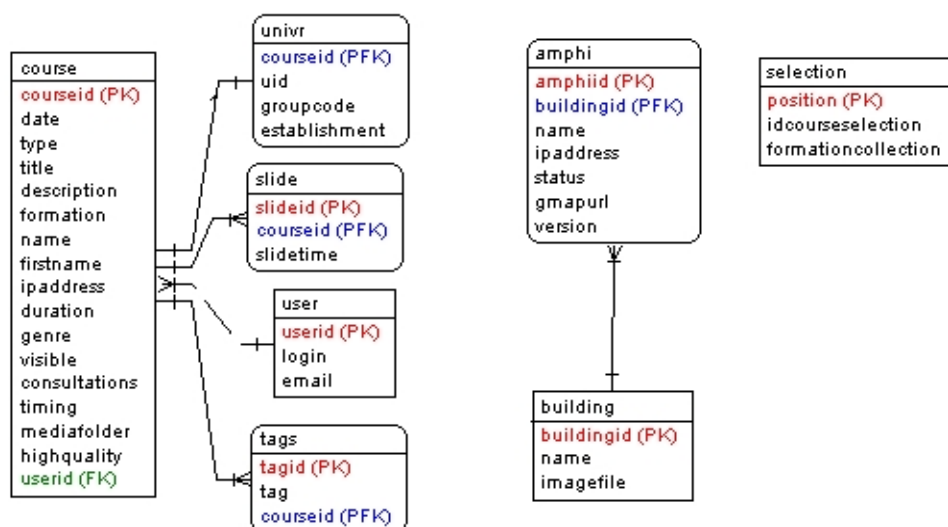 course
courseid (PK)
date
type
title
description
formation
name
firstname
ipaddress
duration
genre
visible
consultations
timing
mediafolder
highquality
userid (FK)
univr
courseid (PFK)
uid
groupcode
establishment
slide
slideid (PK)
courseid (PFK)
slidetime
user
userid (PK)
login
email
tags
tagid (PK)
tag
courseid (PFK)
amphi
amphiid (PK)
buildingid (PFK)
name
ipaddress
status
gmapurl
version
building
buildingid (PK)
name
imagefile
selection
position (PK)
idcourseselection
formationcollection